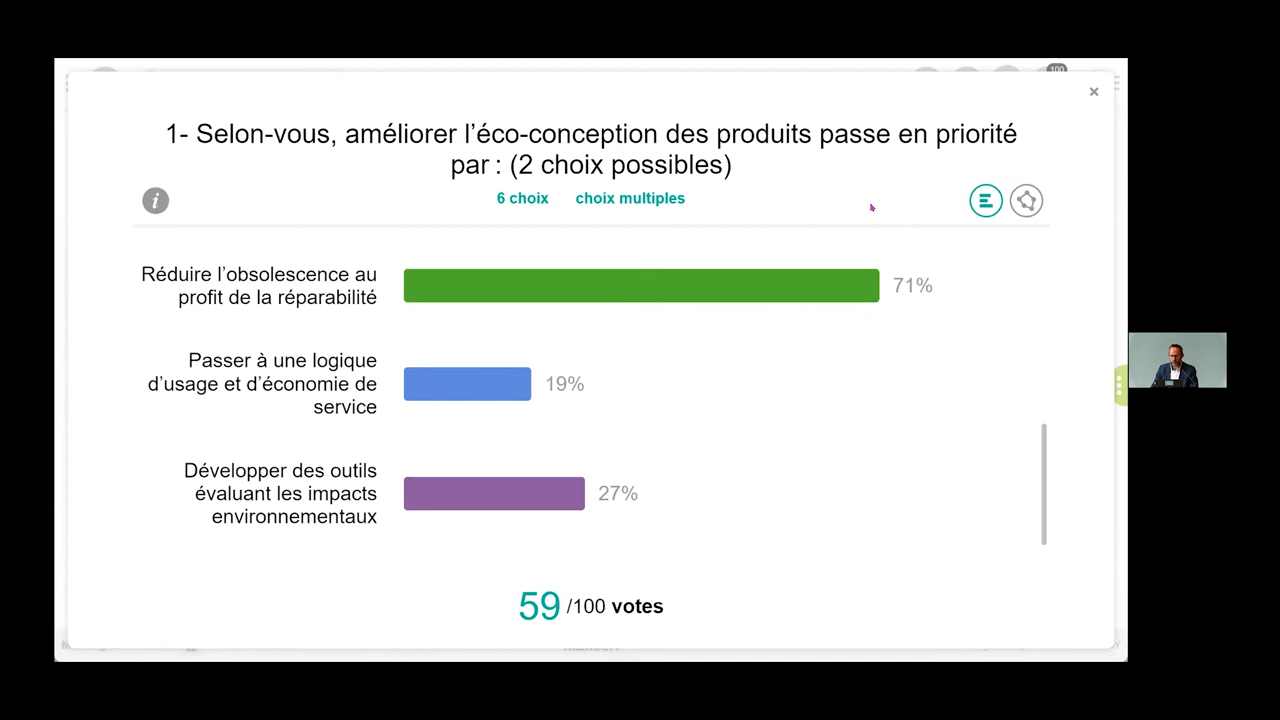 100
×
1- Selon-vous, améliorer l’éco-conception des produits passe en priorité
par : (2 choix possibles)
i
6 choix choix multiples
Réduire l’obsolescence au
profit de la réparabilité
71%
Passer à une logique
d’usage et d’économie de
service
19%
Développer des outils
évaluant les impacts
environnementaux
27%
59 /100 votes